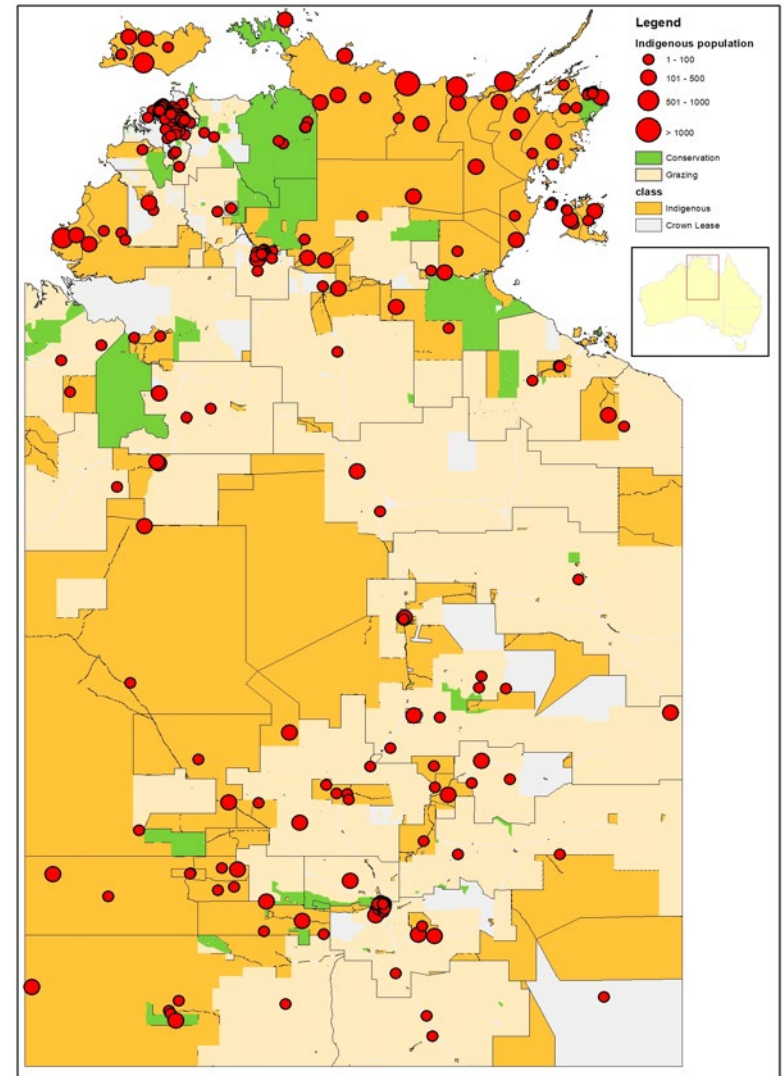 Legend
Indigenous population
1 - 100
101 - 500
501 - 1000
> 1000
Conservation
Grazing
class
Indigenous
Crown Lease